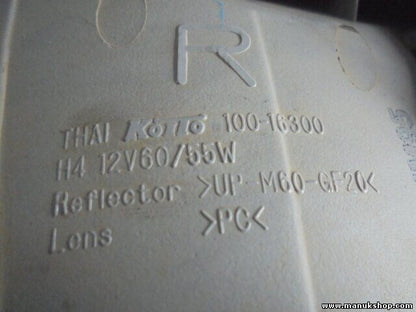 R
THAI KOITO 100-16300
H4 12V60/55W
Reflector >UP-M60-GF20<
Lens >PC<
www.manukshop.com